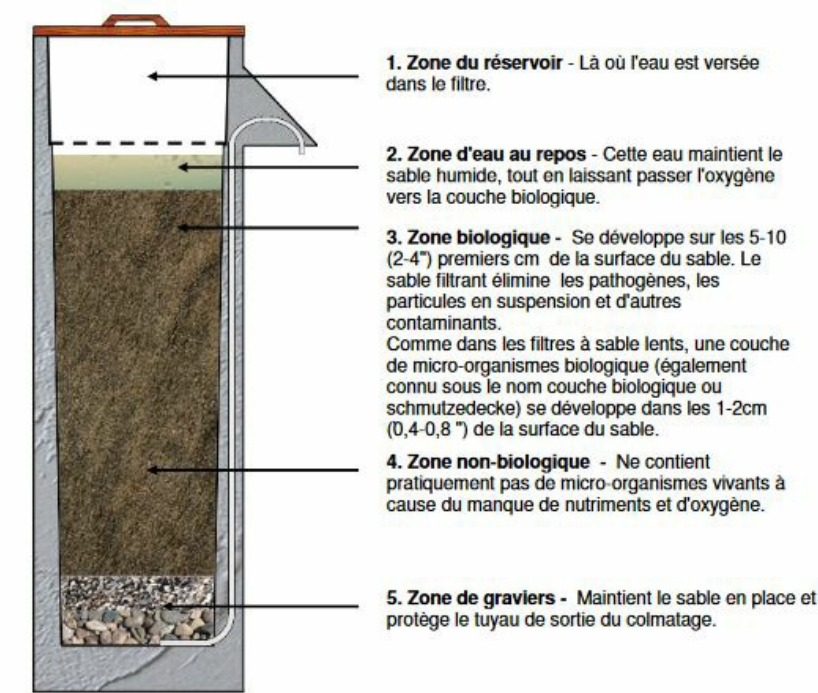 1. Zone du réservoir - Là où l'eau est versée
dans le filtre.
2. Zone d'eau au repos - Cette eau maintient le
sable humide, tout en laissant passer l'oxygène
vers la couche biologique.
3. Zone biologique - Se développe sur les 5-10
(2-4") premiers cm de la surface du sable. Le
sable filtrant élimine les pathogènes, les
particules en suspension et d'autres
contaminants.
Comme dans les filtres à sable lents, une couche
de micro-organismes biologique (également
connu sous le nom couche biologique ou
schmutzedecke) se développe dans les 1-2cm
(0,4-0,8 ") de la surface du sable.
4. Zone non-biologique - Ne contient
pratiquement pas de micro-organismes vivants à
cause du manque de nutriments et d'oxygène.
5. Zone de graviers - Maintient le sable en place et
protège le tuyau de sortie du colmatage.